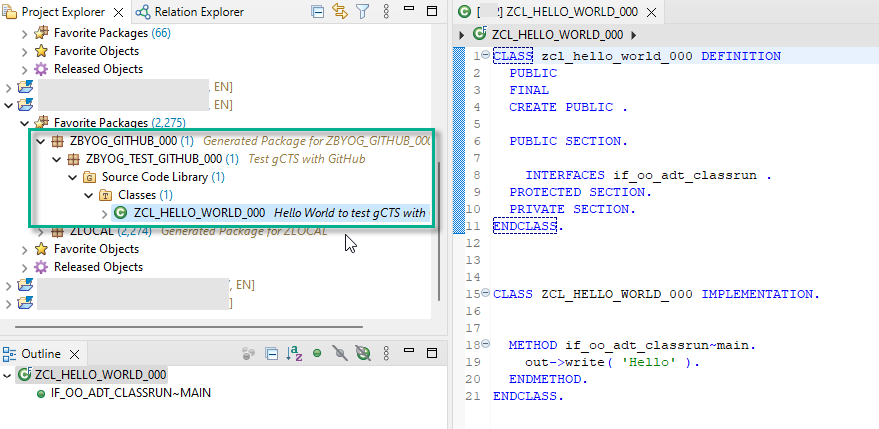 Project Explorer
Relation Explorer
Favorite Packages (66)
Favorite Objects
Released Objects
, EN]
, EN]
Favorite Packages (2,275)
ZBYOG_GITHUB_000 (1) Generated Package for ZBYOG_GITHUB_000
ZBYOG_TEST_GITHUB_000 (1) Test gCTS with GitHub
Source Code Library (1)
Classes (1)
ZCL_HELLO_WORLD_000 Hello World to test gCTS with
ZLOCAL (2,274) Generated Package for ZLOCAL
Favorite Objects
Released Objects
, EN]
]
Outline
ZCL_HELLO_WORLD_000
IF_OO_ADT_CLASSRUN~MAIN
[ ] ZCL_HELLO_WORLD_000
ZCL_HELLO_WORLD_000
1 CLASS zcl_hello_world_000 DEFINITION
2 PUBLIC
3 FINAL
4 CREATE PUBLIC .
5
6 PUBLIC SECTION.
7
8 INTERFACES if_oo_adt_classrun .
9 PROTECTED SECTION.
10 PRIVATE SECTION.
11 ENDCLASS.
12
13
14
15 CLASS ZCL_HELLO_WORLD_000 IMPLEMENTATION.
16
17
18 METHOD if_oo_adt_classrun~main.
19 out->write( 'Hello' ).
20 ENDMETHOD.
21 ENDCLASS.